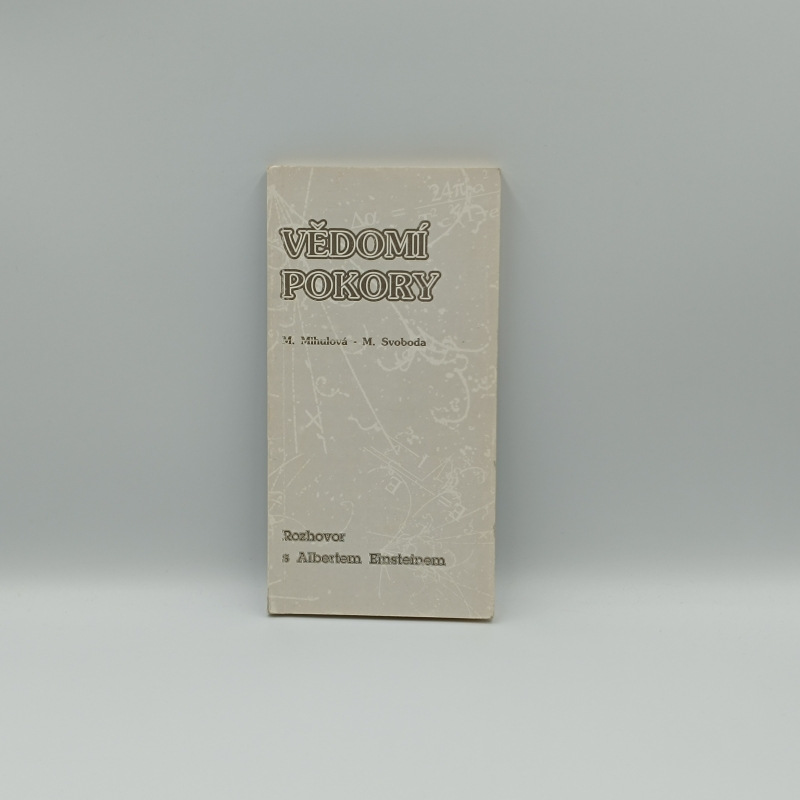 VĚDOMÍ
POKORY
M. Mihulová - M. Svoboda
Rozhovor
s Albertem Einsteinem